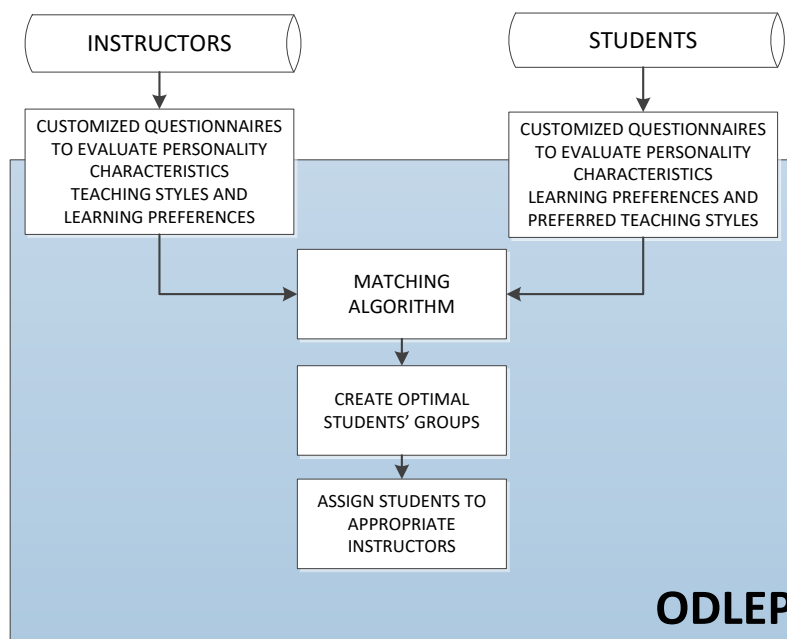 INSTRUCTORS
STUDENTS
CUSTOMIZED QUESTIONNAIRES
TO EVALUATE PERSONALITY
CHARACTERISTICS
TEACHING STYLES AND
LEARNING PREFERENCES
CUSTOMIZED QUESTIONNAIRES
TO EVALUATE PERSONALITY
CHARACTERISTICS
LEARNING PREFERENCES AND
PREFERRED TEACHING STYLES
MATCHING
ALGORITHM
CREATE OPTIMAL
STUDENTS’ GROUPS
ASSIGN STUDENTS TO
APPROPRIATE
INSTRUCTORS
ODLEP